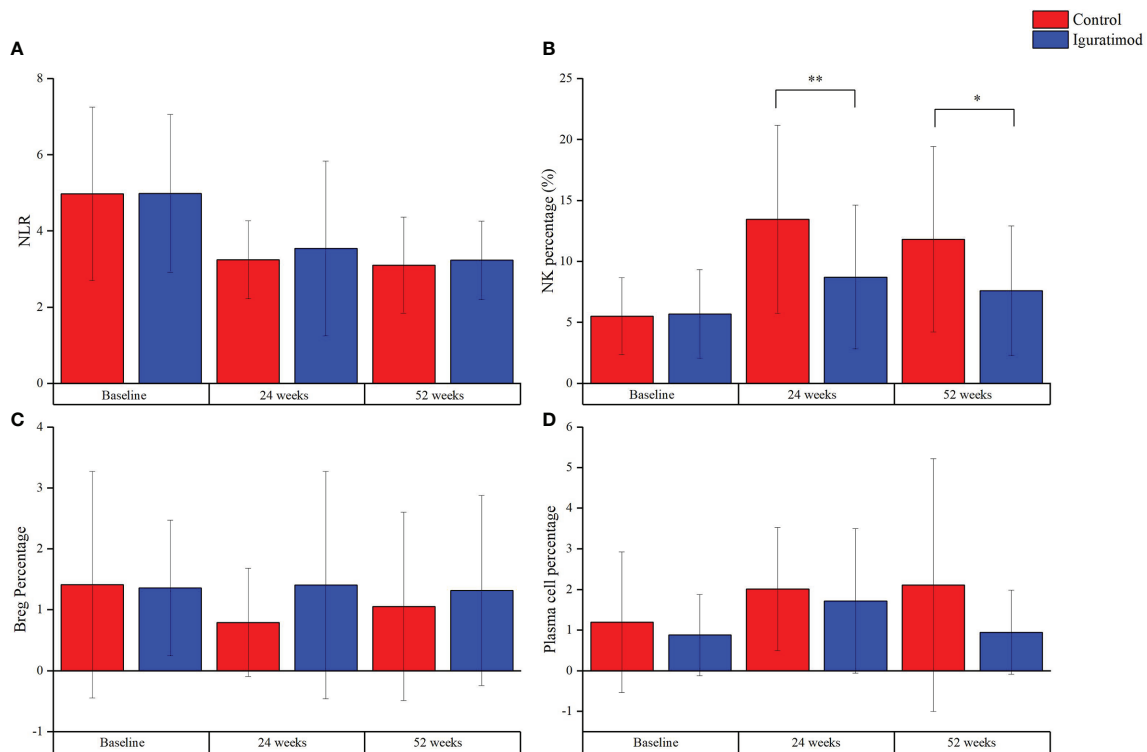 Control
Iguratimod
A
B
8
6
4
2
0
NLR
Baseline
24 weeks
52 weeks
25
20
15
10
5
0
NK percentage (%)
**
*
Baseline
24 weeks
52 weeks
C
D
4
3
2
1
0
-1
Breg Percentage
Baseline
24 weeks
52 weeks
6
5
4
3
2
1
0
-1
Plasma cell percentage
Baseline
24 weeks
52 weeks